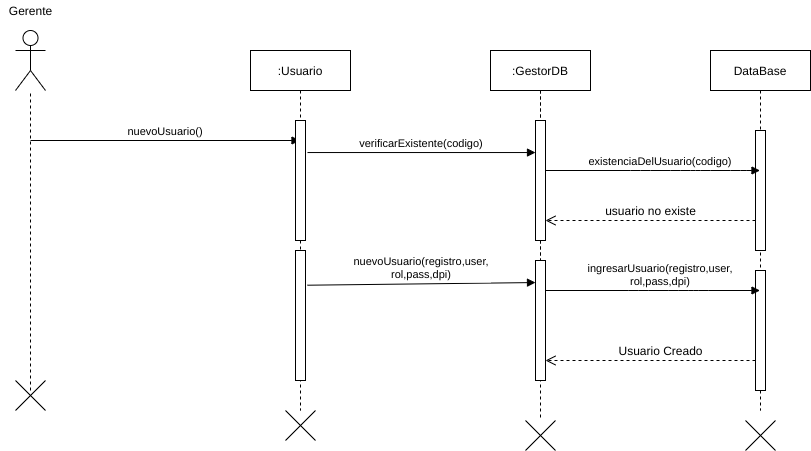 Gerente
:Usuario
:GestorDB
DataBase
nuevoUsuario()
verificarExistente(codigo)
existenciaDelUsuario(codigo)
usuario no existe
nuevoUsuario(registro,user,
rol,pass,dpi)
ingresarUsuario(registro,user,
rol,pass,dpi)
Usuario Creado